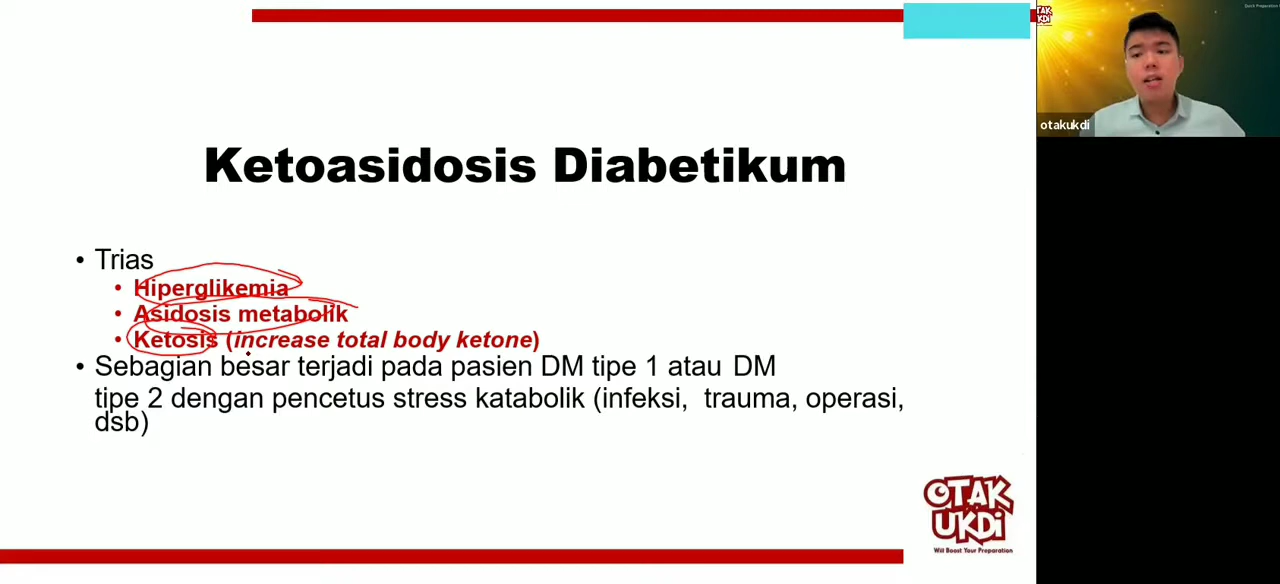 Ketoasidosis Diabetikum
• Trias
• Hiperglikemia
• Asidosis metabolik
• Ketosis (increase total body ketone)
• Sebagian besar terjadi pada pasien DM tipe 1 atau DM
tipe 2 dengan pencetus stress katabolik (infeksi, trauma, operasi,
dsb)
OTAK
UKDi
Will Boost Your Preparation
TAK
UKDi
otakukdi